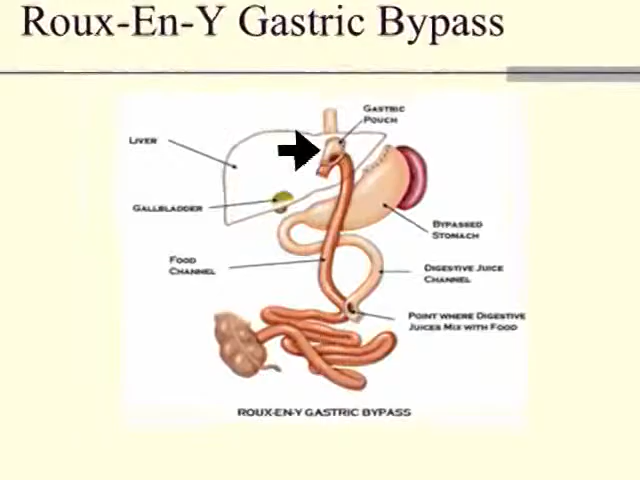 Roux-En-Y Gastric Bypass
GASTRIC
POUCH
LIVER
GALLBLADDER
BYPASSED
STOMACH
FOOD
CHANNEL
DIGESTIVE JUICE
CHANNEL
POINT WHERE DIGESTIVE
JUICES MIX WITH FOOD
ROUX-EN-Y GASTRIC BYPASS